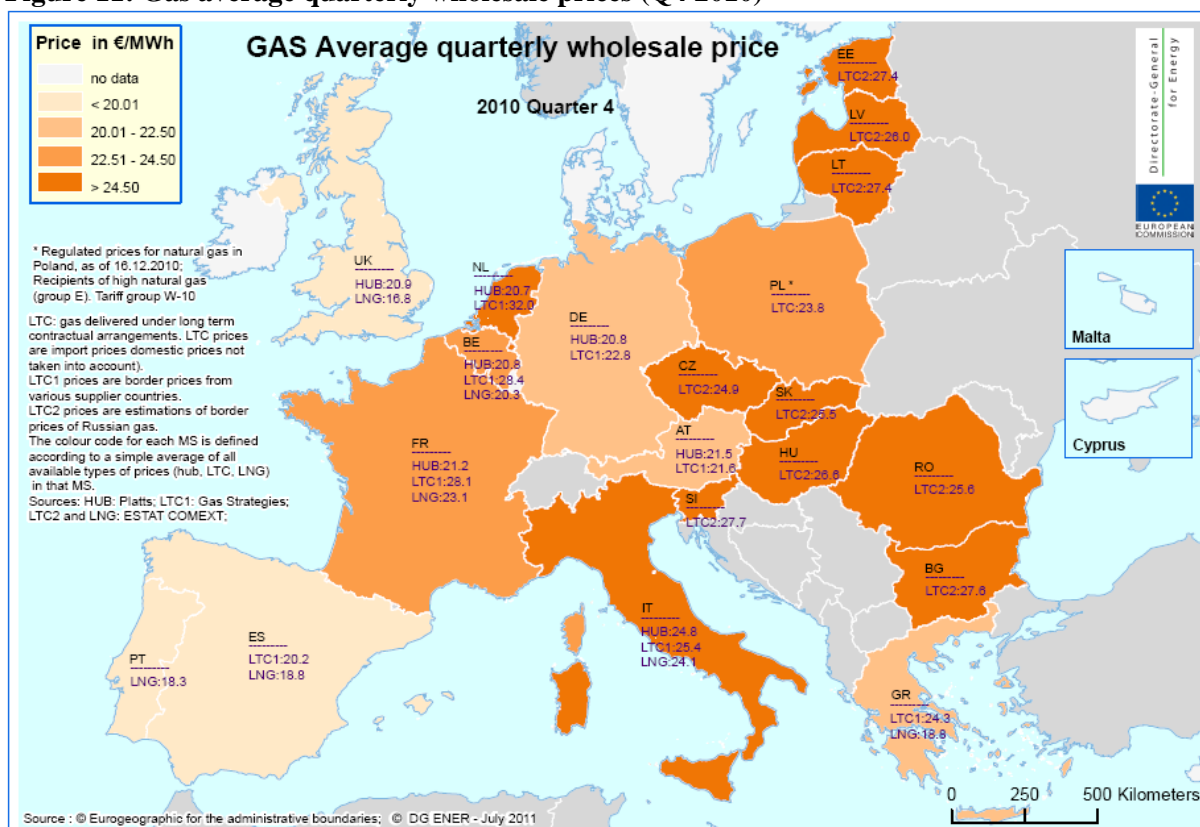 Figure 11: Gas average quarterly wholesale prices (Q4 2010)
Price in €/MWh
no data
< 20.01
20.01 - 22.50
22.51 - 24.50
> 24.50
GAS Average quarterly wholesale price
2010 Quarter 4
Directorate-General
for Energy
EUROPEAN
COMMISSION
* Regulated prices for natural gas in
Poland, as of 16.12.2010;
Recipients of high natural gas
(group E). Tariff group W-10
LTC: gas delivered under long term
contractual arrangements. LTC prices
are import prices domestic prices not
taken into account).
LTC1 prices are border prices from
various supplier countries.
LTC2 prices are estimations of border
prices of Russian gas.
The colour code for each MS is defined
according to a simple average of all
available types of prices (hub, LTC, LNG)
in that MS.
Sources: HUB: Platts; LTC1: Gas Strategies;
LTC2 and LNG: ESTAT COMEXT;
EE
LTC2:27.4
LV
LTC2:26.0
LT
LTC2:27.4
UK
HUB:20.9
LNG:16.8
NL
HUB:20.7
LTC1:32.0
BE
HUB:20.8
LTC1:28.4
LNG:20.3
DE
HUB:20.8
LTC1:22.8
PL *
LTC:23.8
CZ
LTC2:24.9
SK
LTC2:25.5
AT
HUB:21.5
LTC1:21.6
HU
LTC2:26.6
RO
LTC2:25.6
SI
LTC2:27.7
BG
LTC2:27.6
FR
HUB:21.2
LTC1:28.1
LNG:23.1
IT
HUB:24.8
LTC1:25.4
LNG:24.1
ES
LTC1:20.2
LNG:18.8
PT
LNG:18.3
GR
LTC1:24.3
LNG:18.8
Malta
Cyprus
0 250 500 Kilometers
Source : © Eurogeographic for the administrative boundaries; © DG ENER - July 2011